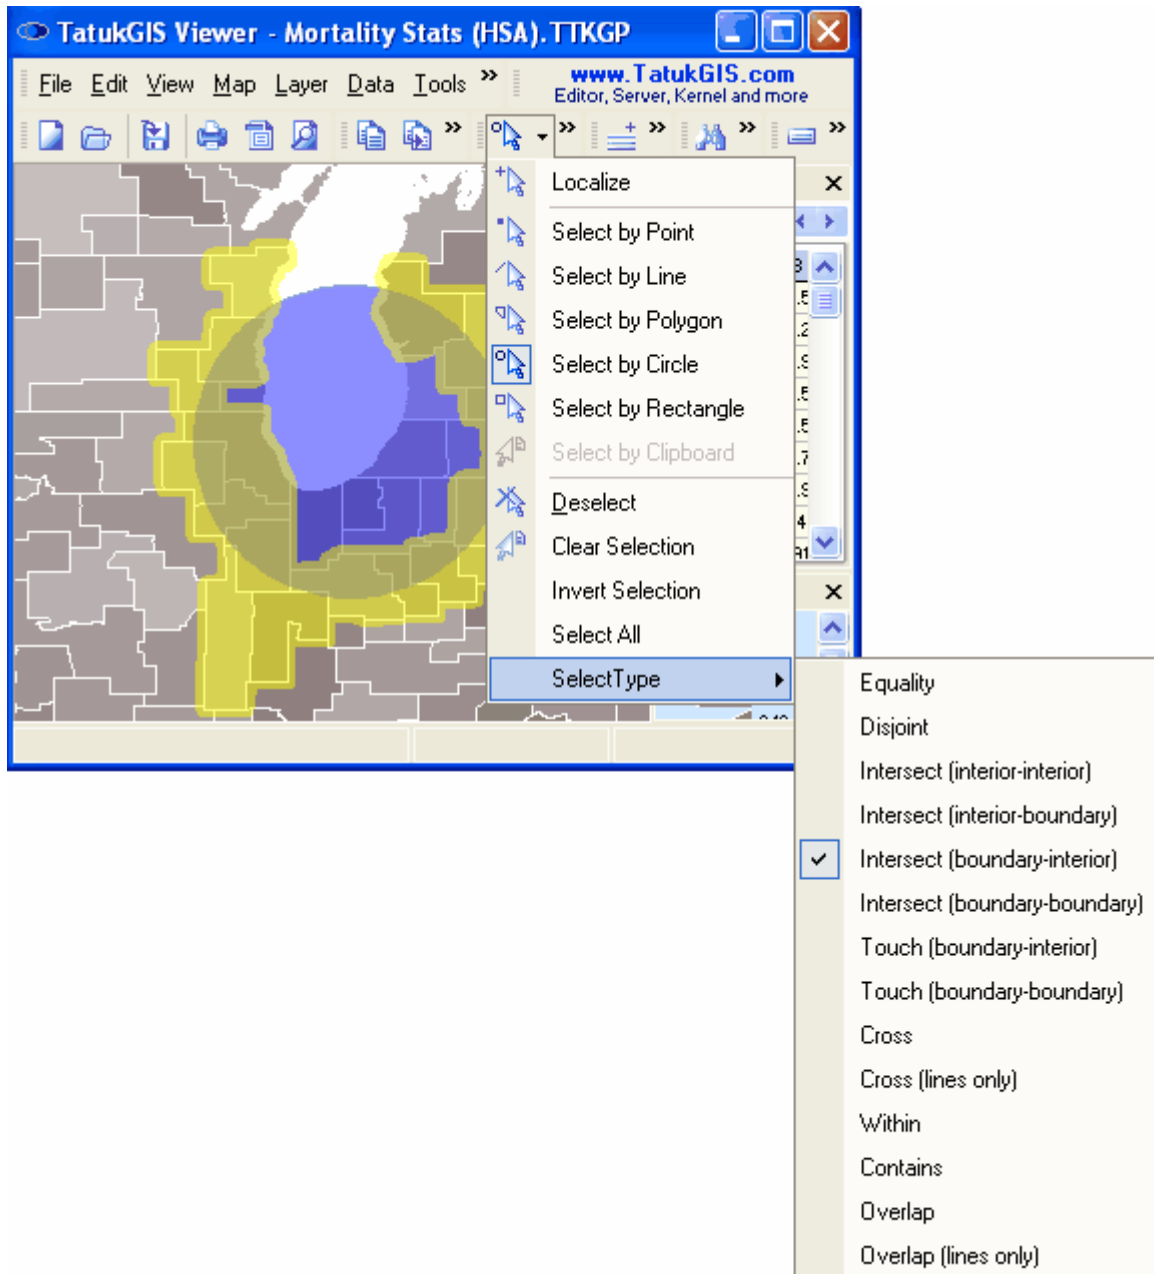 TatukGIS Viewer - Mortality Stats (HSA).TTKGP
File Edit View Map Layer Data Tools »
www.TatukGIS.com
Editor, Server, Kernel and more
Localize
Select by Point
Select by Line
Select by Polygon
Select by Circle
Select by Rectangle
Select by Clipboard
Deselect
Clear Selection
Invert Selection
Select All
SelectType
Equality
Disjoint
Intersect (interior-interior)
Intersect (interior-boundary)
Intersect (boundary-interior)
Intersect (boundary-boundary)
Touch (boundary-interior)
Touch (boundary-boundary)
Cross
Cross (lines only)
Within
Contains
Overlap
Overlap (lines only)